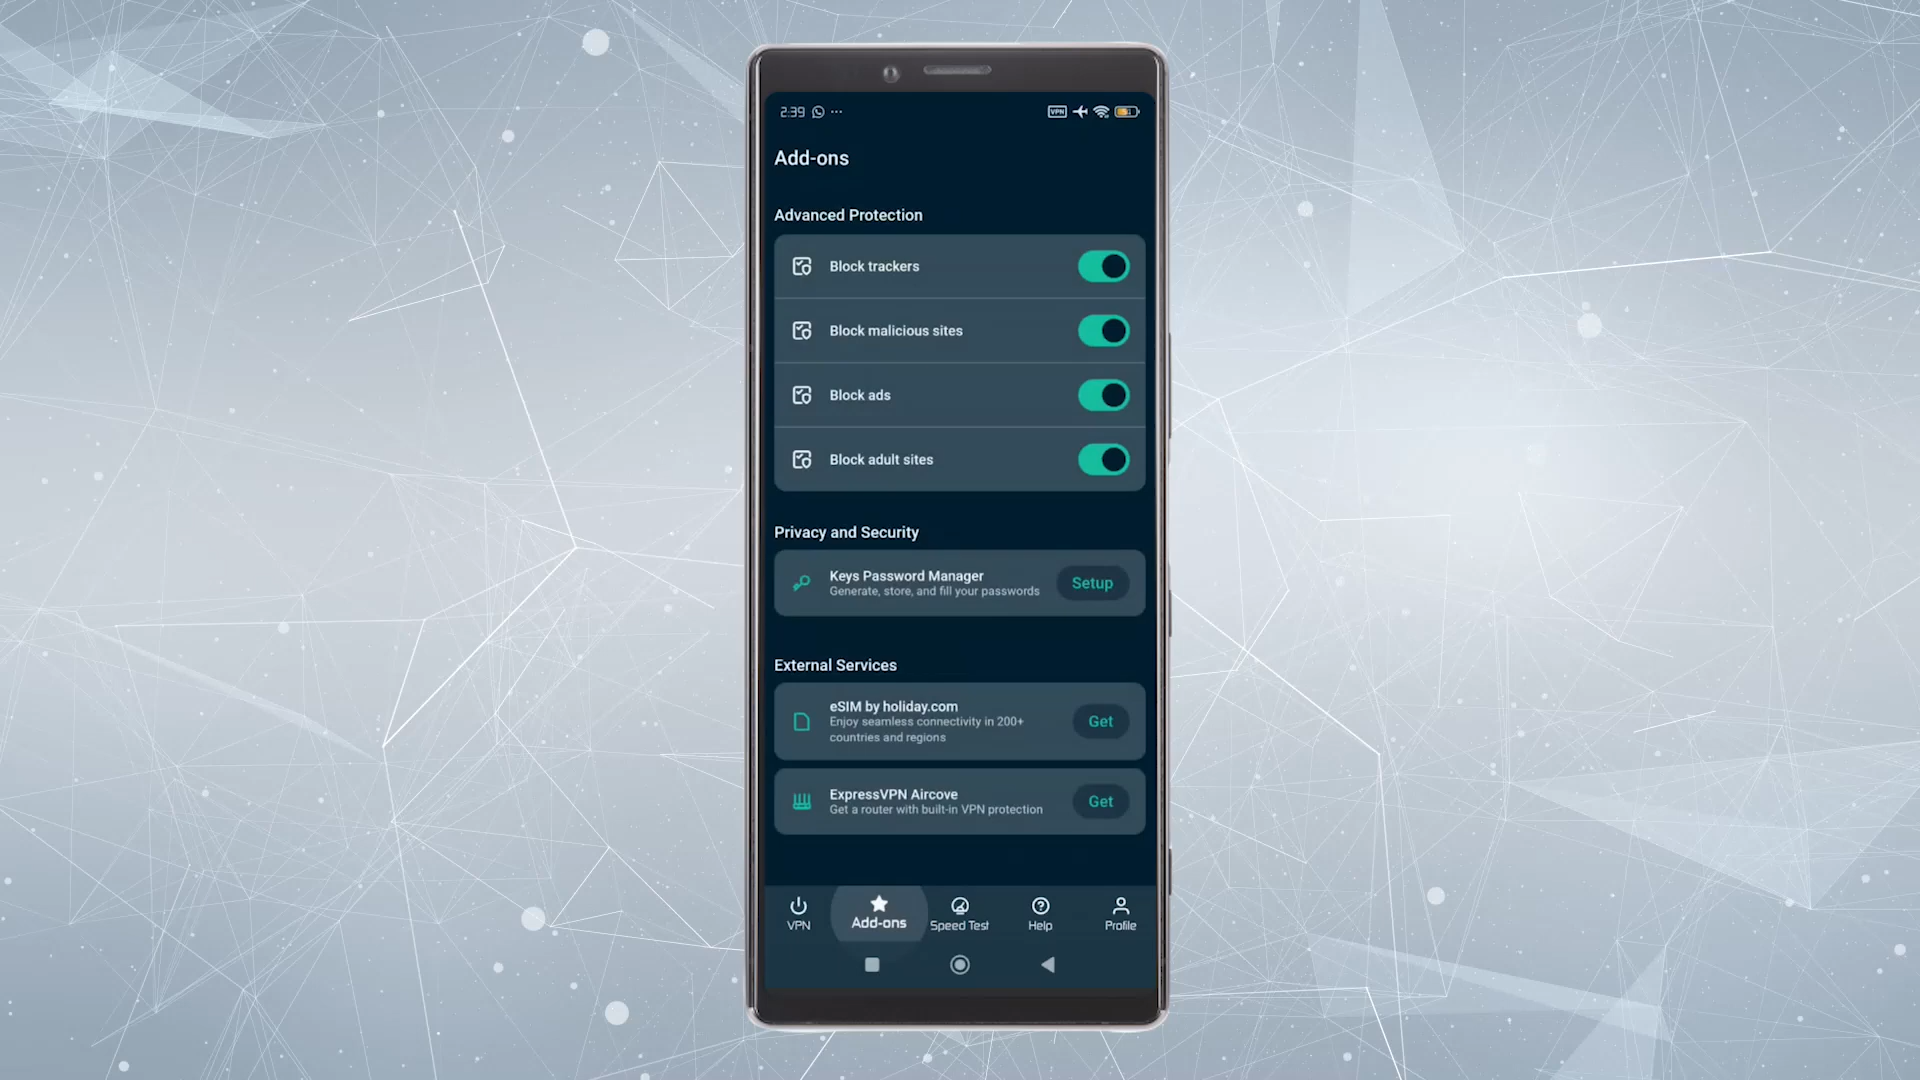 2:39
VPN
Add-ons
Advanced Protection
Block trackers
Block malicious sites
Block ads
Block adult sites
Privacy and Security
Keys Password Manager
Generate, store, and fill your passwords
Setup
External Services
eSIM by holiday.com
Enjoy seamless connectivity in 200+
countries and regions
Get
ExpressVPN Aircove
Get a router with built-in VPN protection
Get
VPN
Add-ons
Speed Test
Help
Profile